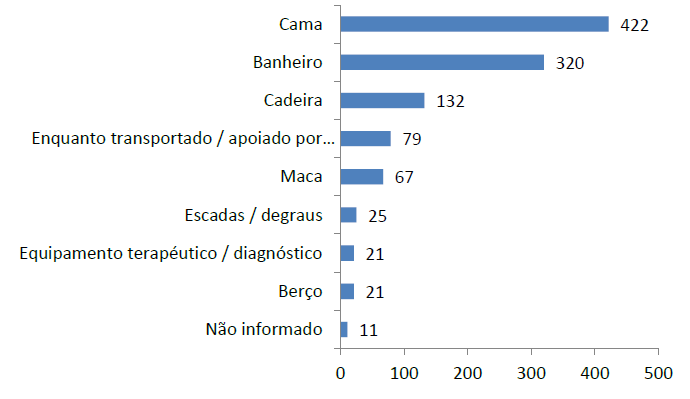 Cama 422
Banheiro 320
Cadeira 132
Enquanto transportado / apoiado por... 79
Maca 67
Escadas / degraus 25
Equipamento terapéutico / diagnóstico 21
Berço 21
Não informado 11
0 100 200 300 400 500